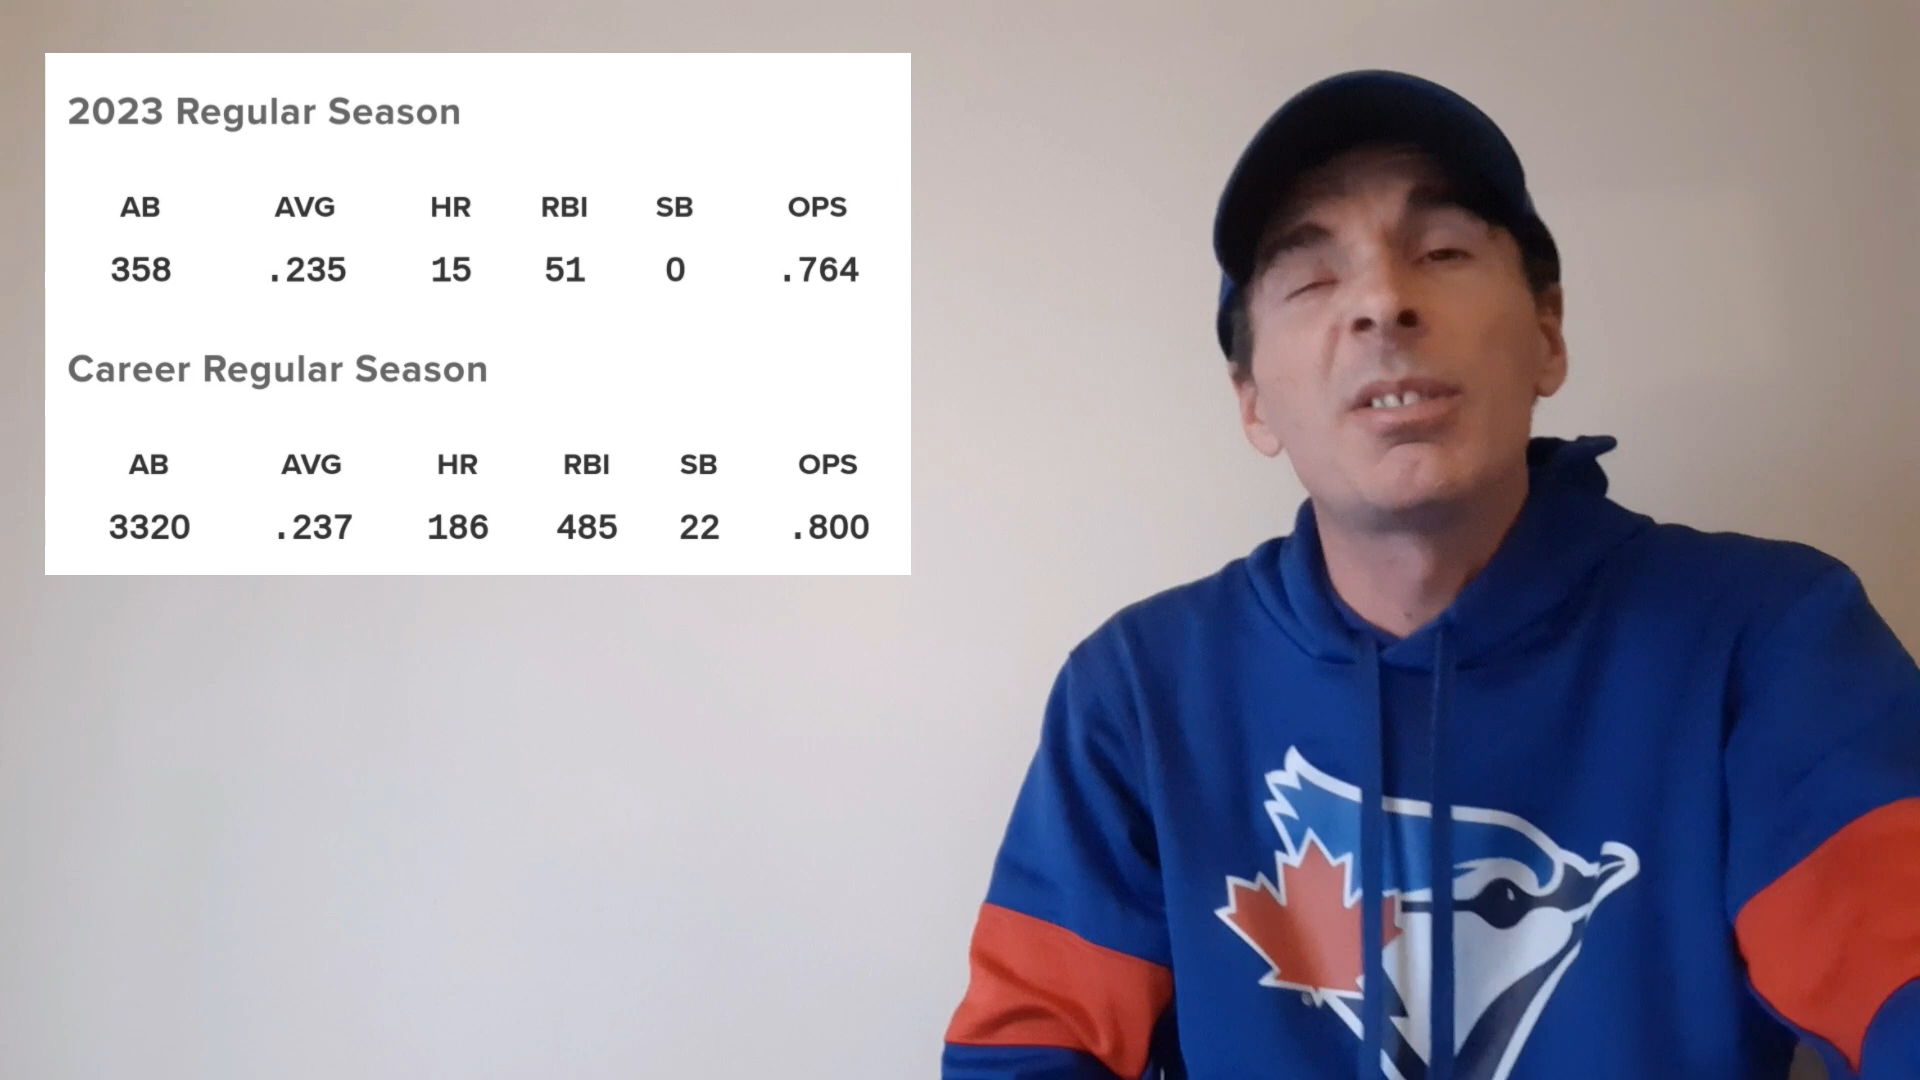 2023 Regular Season
AB AVG HR RBI SB OPS
358 .235 15 51 0 .764
Career Regular Season
AB AVG HR RBI SB OPS
3320 .237 186 485 22 .800